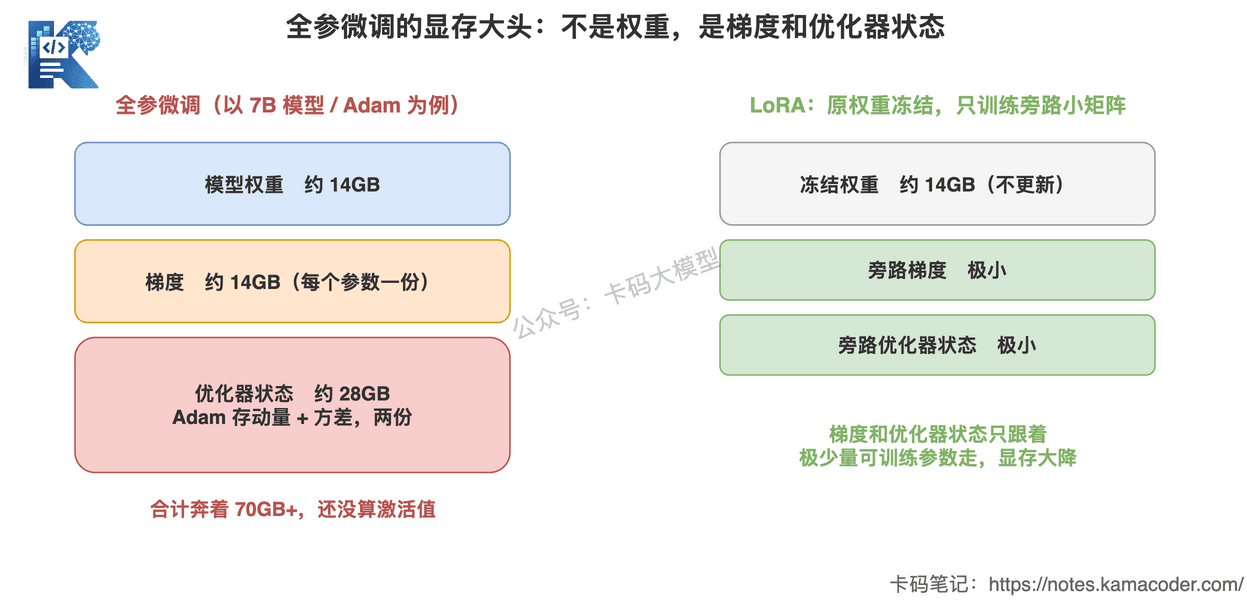 全参微调的显存大头：不是权重，是梯度和优化器状态
</>
全参微调（以 7B 模型 / Adam 为例）
模型权重 约 14GB
梯度 约 14GB（每个参数一份）
优化器状态 约 28GB
Adam 存动量 + 方差，两份
合计奔着 70GB+，还没算激活值
LoRA：原权重冻结，只训练旁路小矩阵
冻结权重 约 14GB（不更新）
旁路梯度 极小
旁路优化器状态 极小
梯度和优化器状态只跟着
极少量可训练参数走，显存大降
公众号：卡码大模型
卡码笔记：https://notes.kamacoder.com/